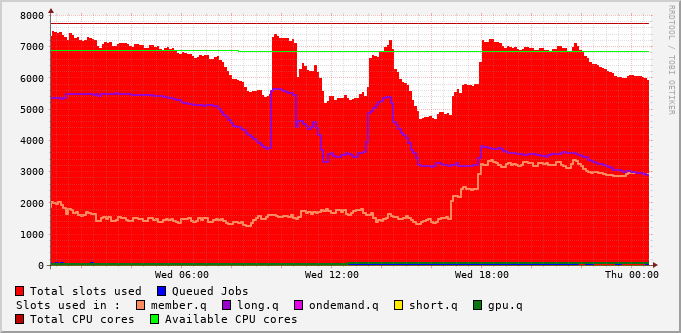 RRDTOOL / TOBI OETIKER
8000
7000
6000
5000
4000
3000
2000
1000
0
Wed 06:00 Wed 12:00 Wed 18:00 Thu 00:00
Total slots used Queued Jobs
Slots used in : member.q long.q ondemand.q short.q gpu.q
Total CPU cores Available CPU cores